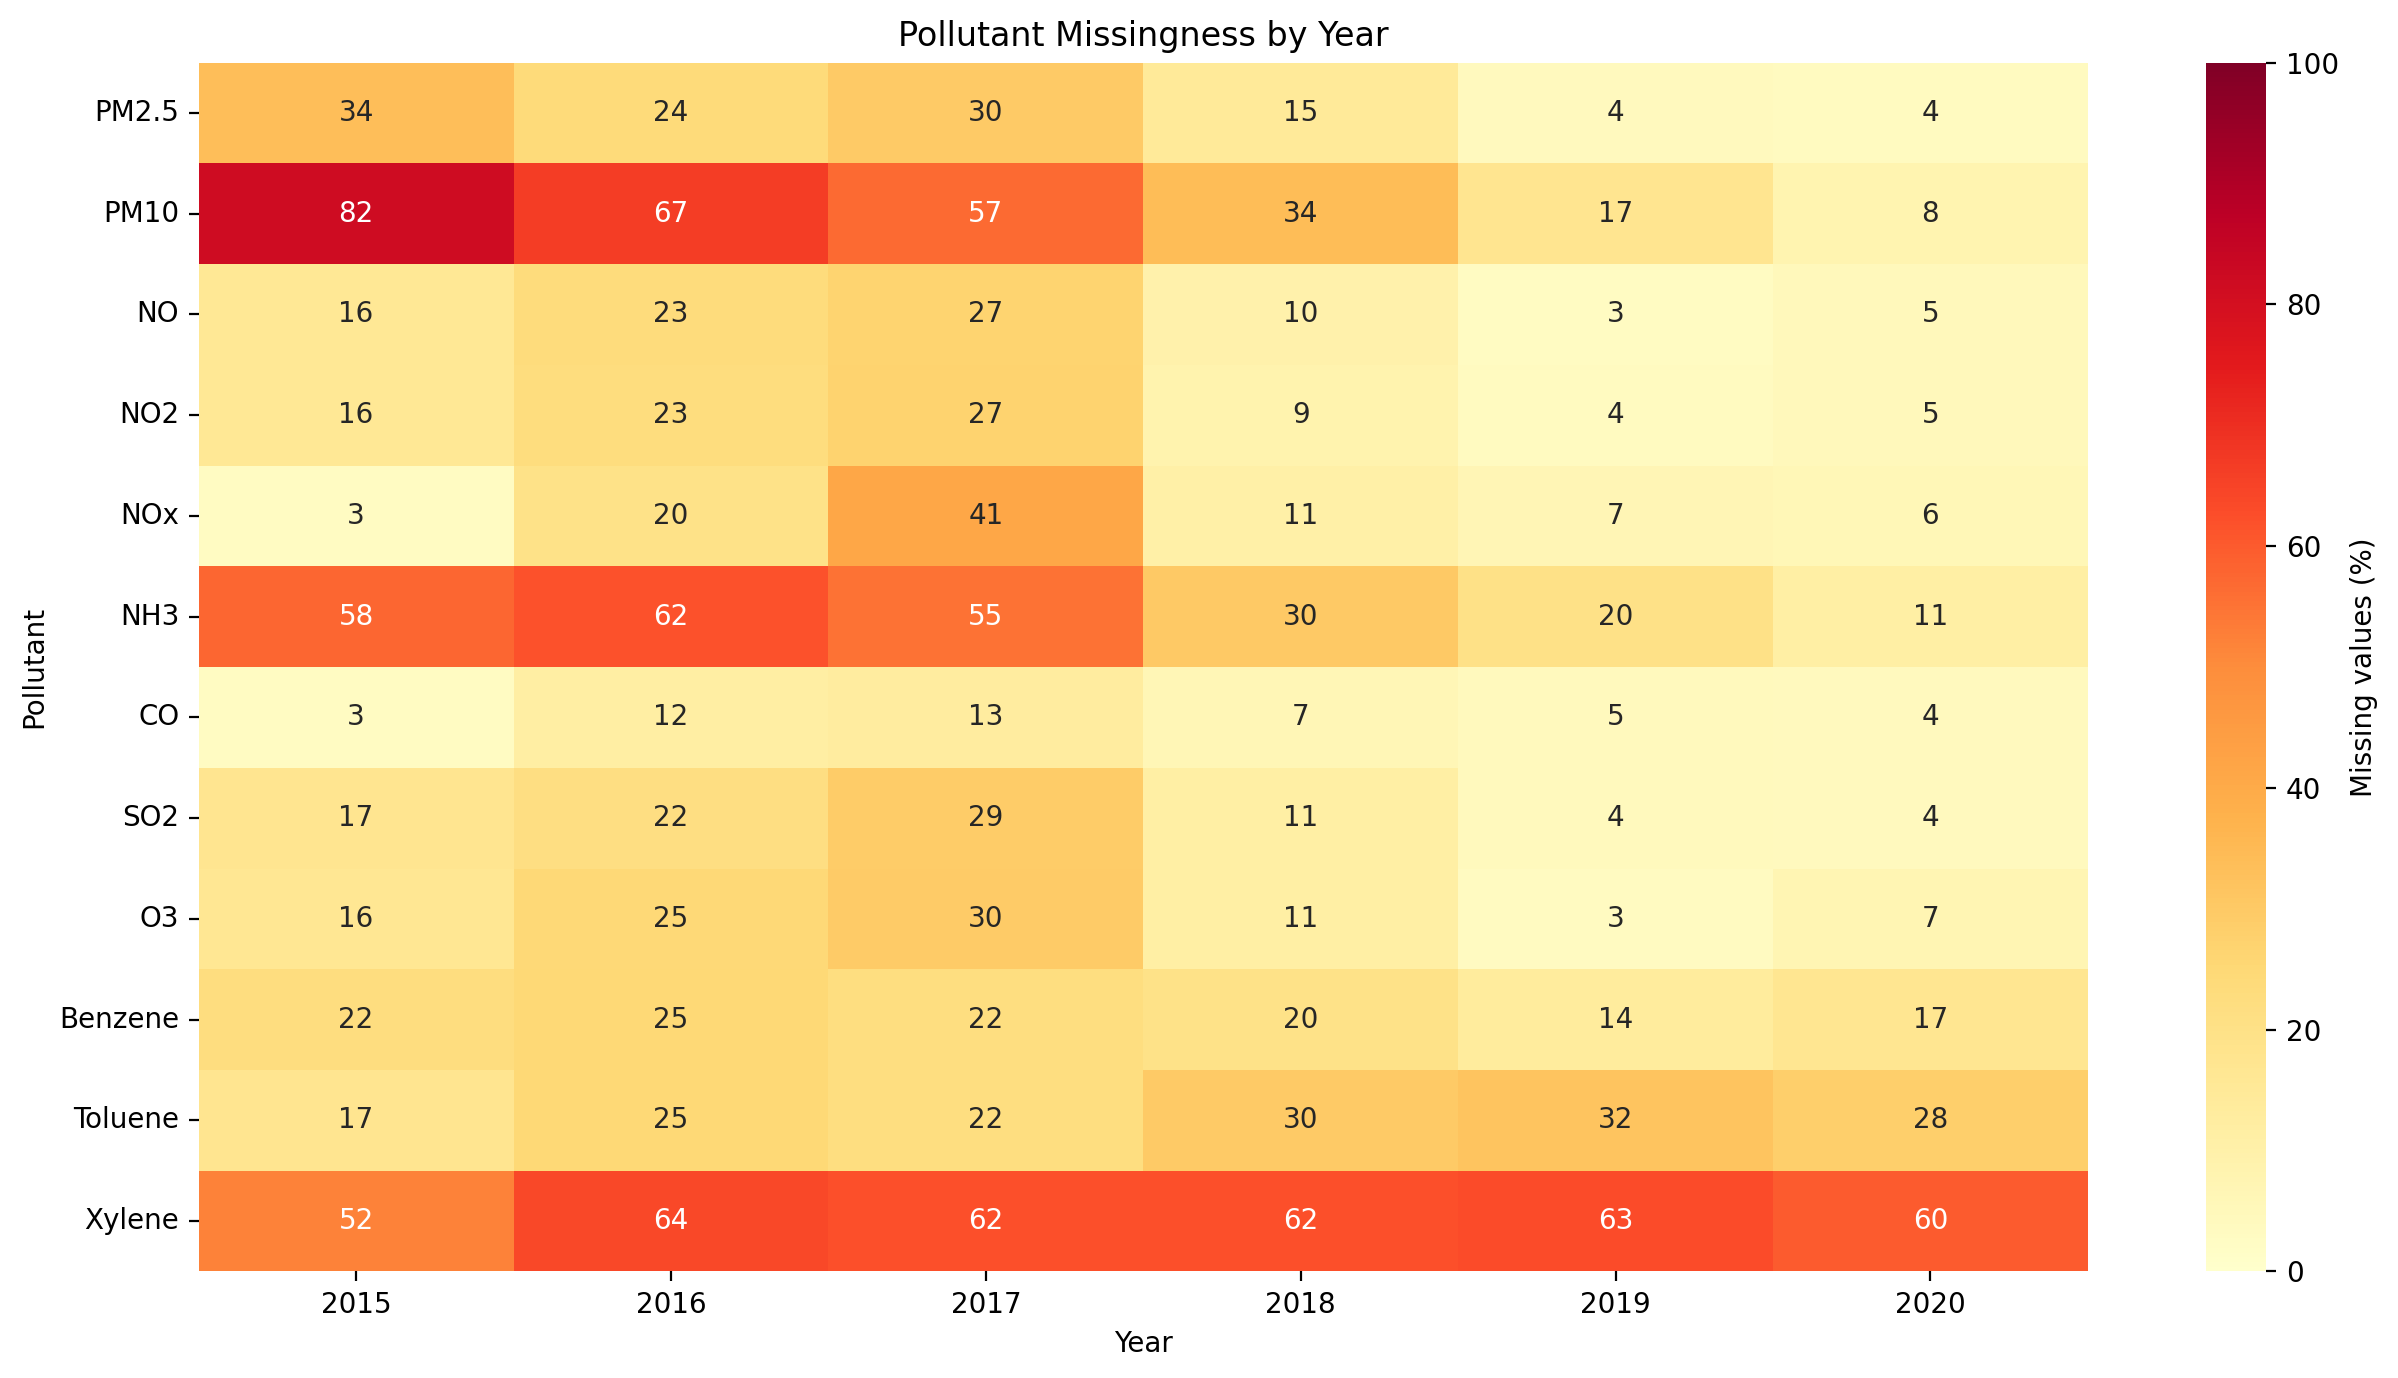 Pollutant Missingness by Year
PM2.5 34 24 30 15 4 4
PM10 82 67 57 34 17 8
NO 16 23 27 10 3 5
NO2 16 23 27 9 4 5
NOx 3 20 41 11 7 6
NH3 58 62 55 30 20 11
CO 3 12 13 7 5 4
SO2 17 22 29 11 4 4
O3 16 25 30 11 3 7
Benzene 22 25 22 20 14 17
Toluene 17 25 22 30 32 28
Xylene 52 64 62 62 63 60
2015 2016 2017 2018 2019 2020
Year
Pollutant
100
80
60
40
20
0
Missing values (%)